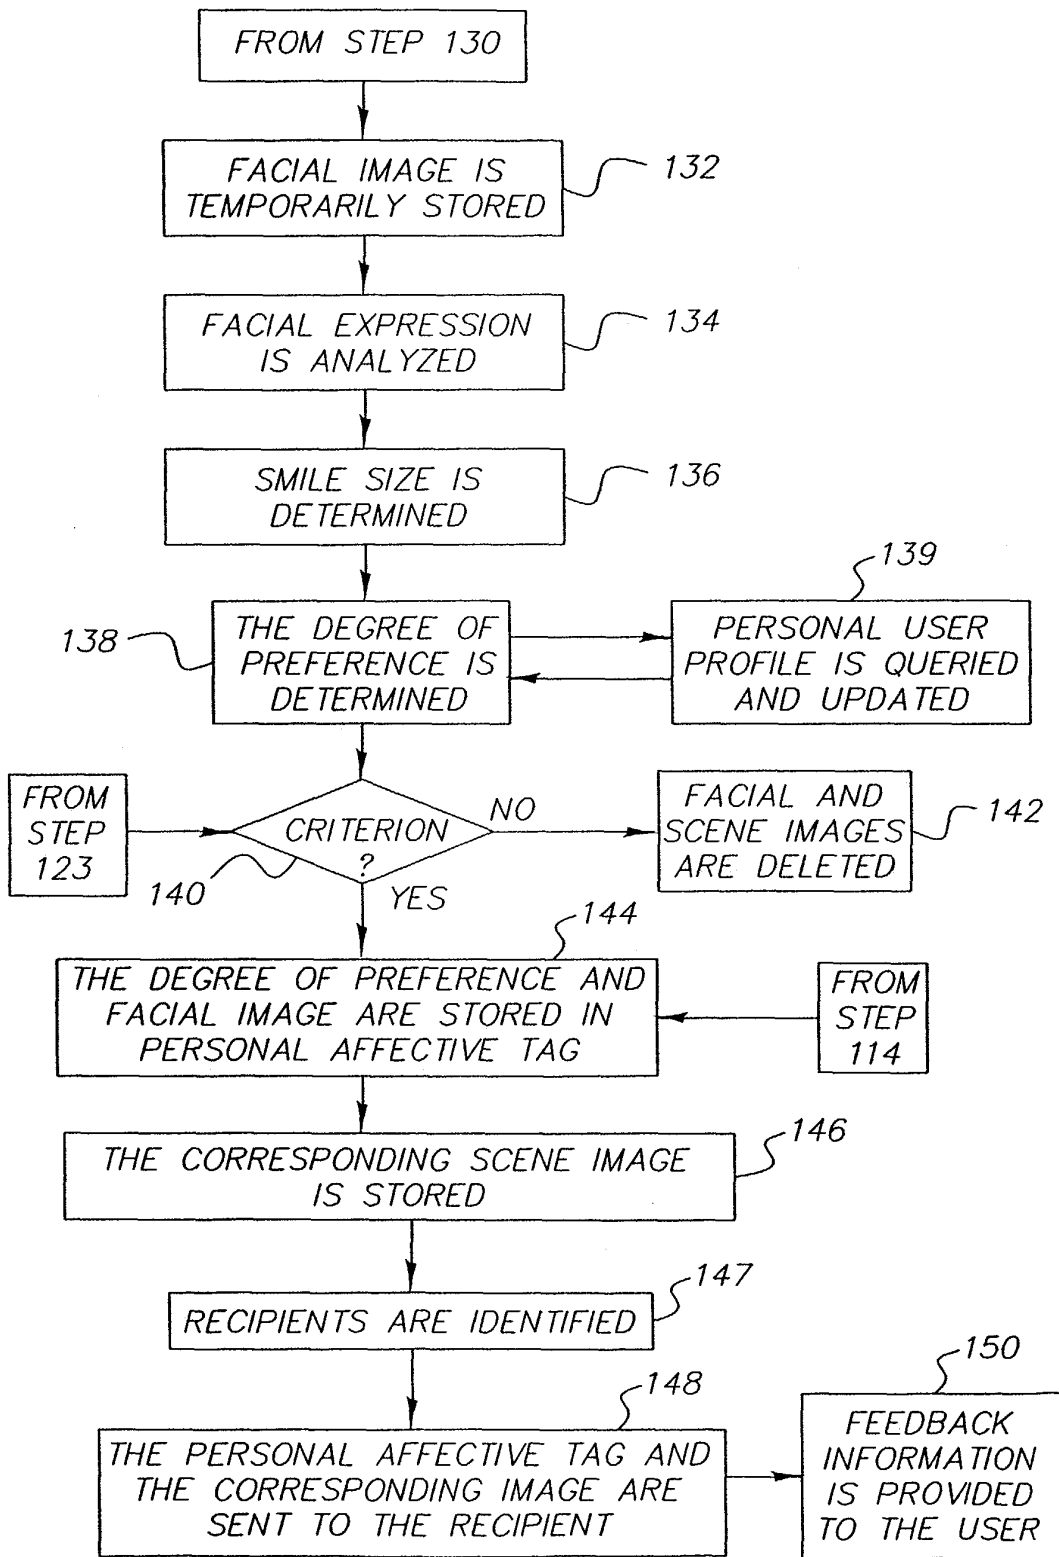 FROM STEP 130
FACIAL IMAGE IS
TEMPORARILY STORED
132
FACIAL EXPRESSION
IS ANALYZED
134
SMILE SIZE IS
DETERMINED
136
138
THE DEGREE OF
PREFERENCE IS
DETERMINED
139
PERSONAL USER
PROFILE IS QUERIED
AND UPDATED
FROM
STEP
123
CRITERION
?
140
NO
YES
FACIAL AND
SCENE IMAGES
ARE DELETED
142
144
THE DEGREE OF PREFERENCE AND
FACIAL IMAGE ARE STORED IN
PERSONAL AFFECTIVE TAG
FROM
STEP
114
146
THE CORRESPONDING SCENE IMAGE
IS STORED
147
RECIPIENTS ARE IDENTIFIED
148
THE PERSONAL AFFECTIVE TAG AND
THE CORRESPONDING IMAGE ARE
SENT TO THE RECIPIENT
150
FEEDBACK
INFORMATION
IS PROVIDED
TO THE USER